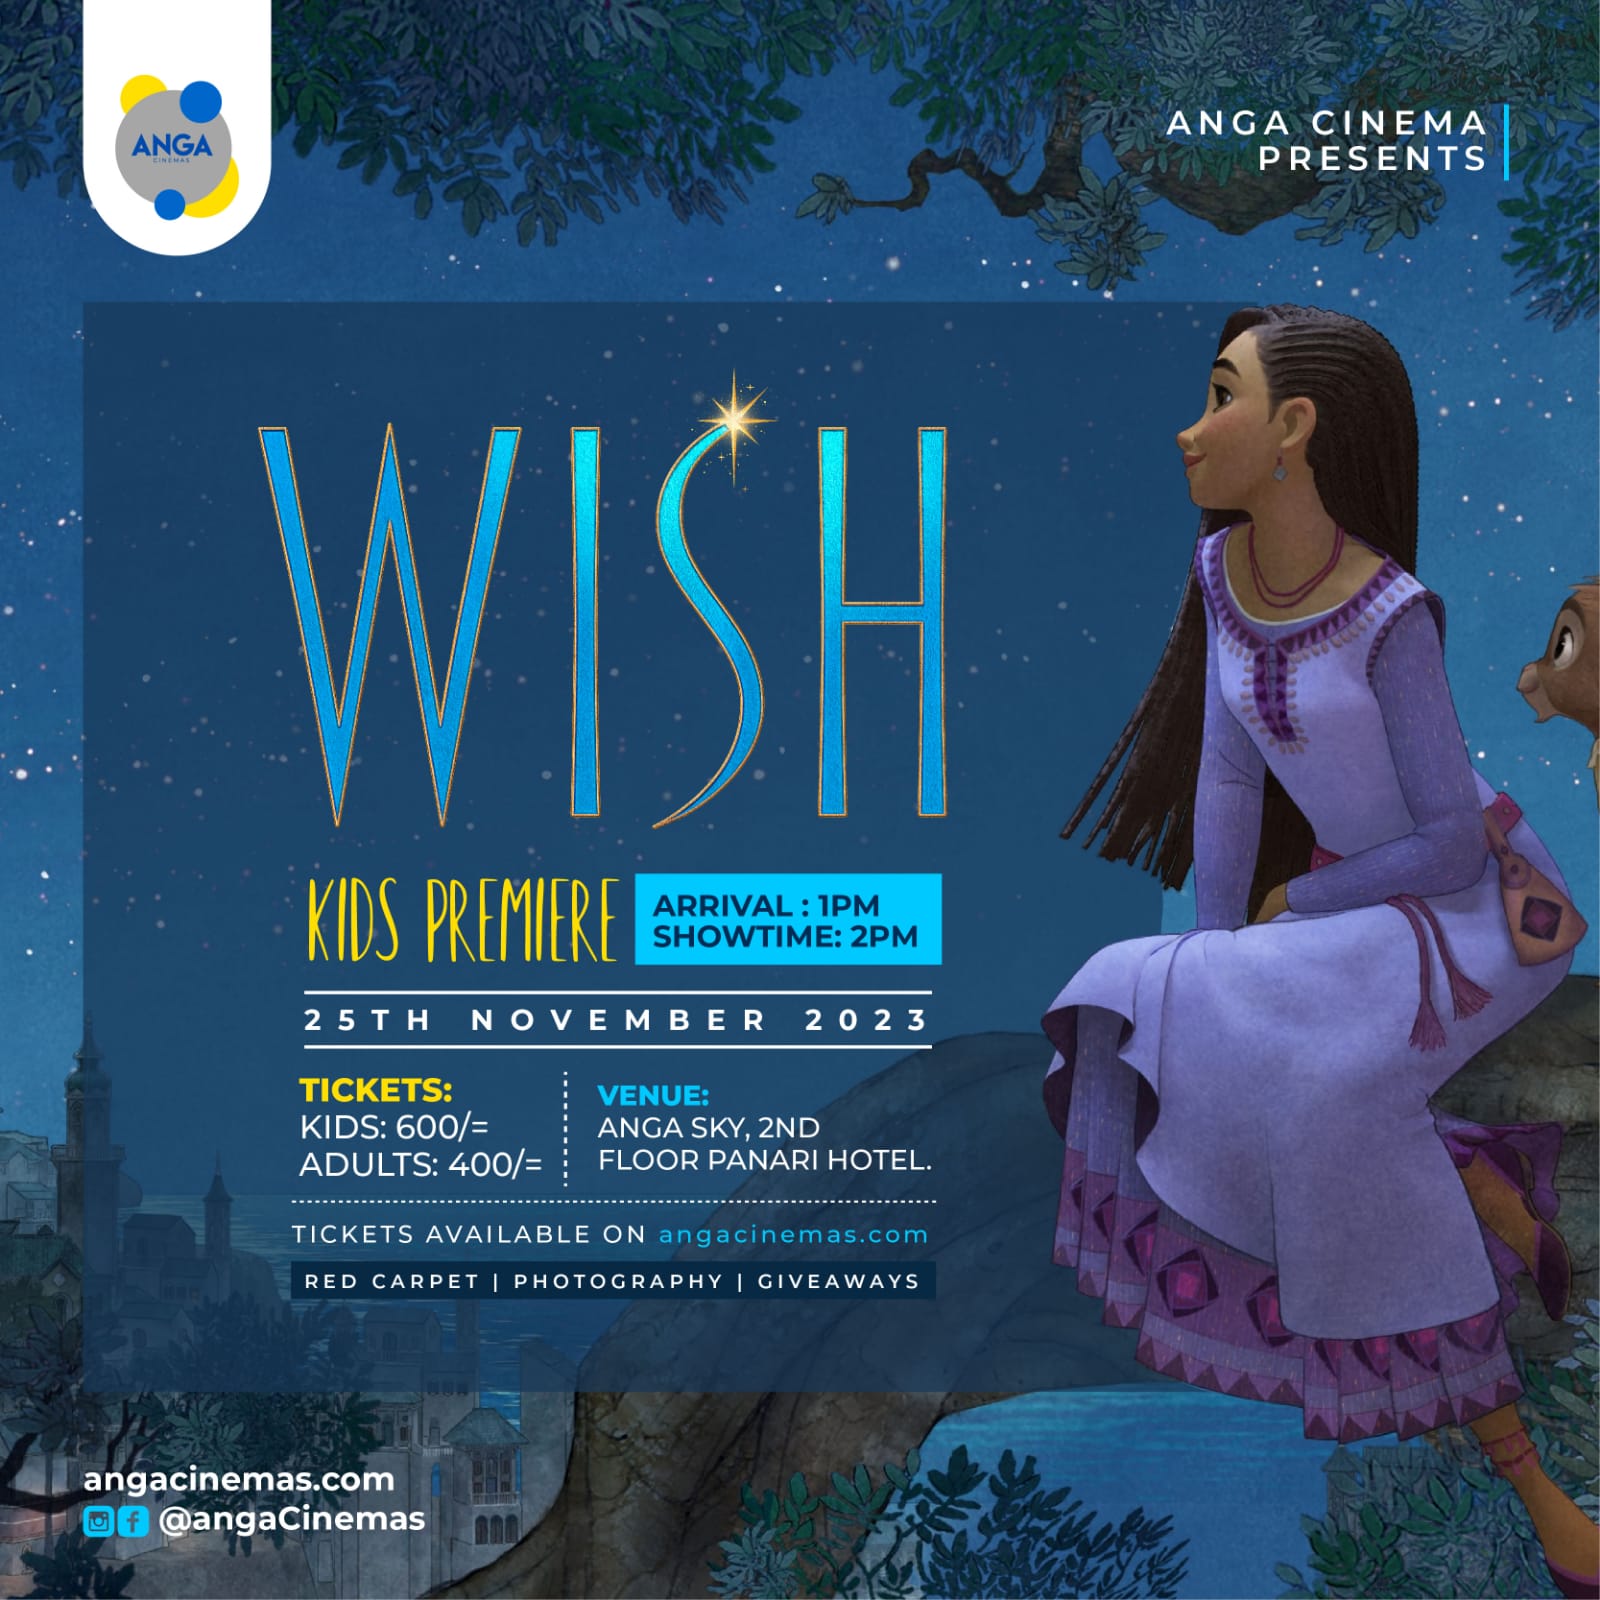 ANGA
CINEMAS
ANGA CINEMA
PRESENTS
WISH
KIDS PREMIERE
ARRIVAL : 1PM
SHOWTIME: 2PM
25TH NOVEMBER 2023
TICKETS:
KIDS: 600/=
ADULTS: 400/=
VENUE:
ANGA SKY, 2ND
FLOOR PANARI HOTEL.
TICKETS AVAILABLE ON angacinemas.com
RED CARPET | PHOTOGRAPHY | GIVEAWAYS
angacinemas.com
@angaCinemas